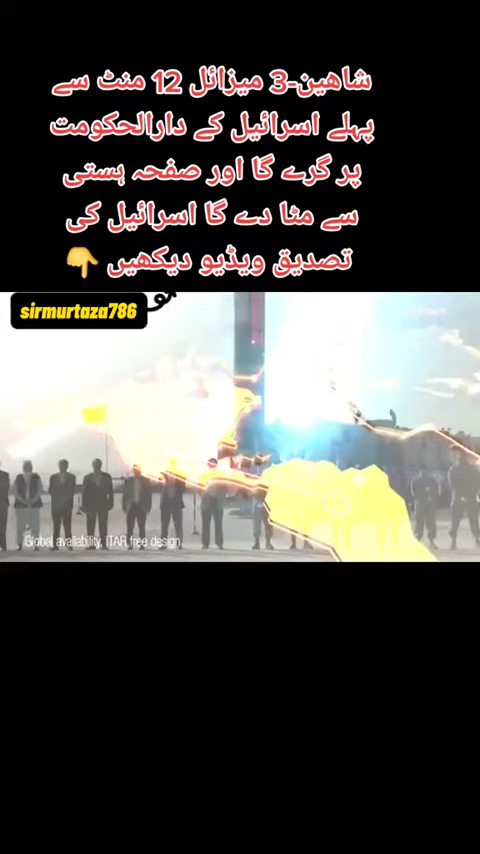 شاہین-3 میزائل 12 منٹ سے
پہلے اسرائیل کے دارالحکومت
پر گرے گا اور صفحہ ہستی
سے مٹا دے گا اسرائیل کی
تصدیق ویڈیو دیکھیں 👇
sirmurtaza786
Global availability, ITAR free design